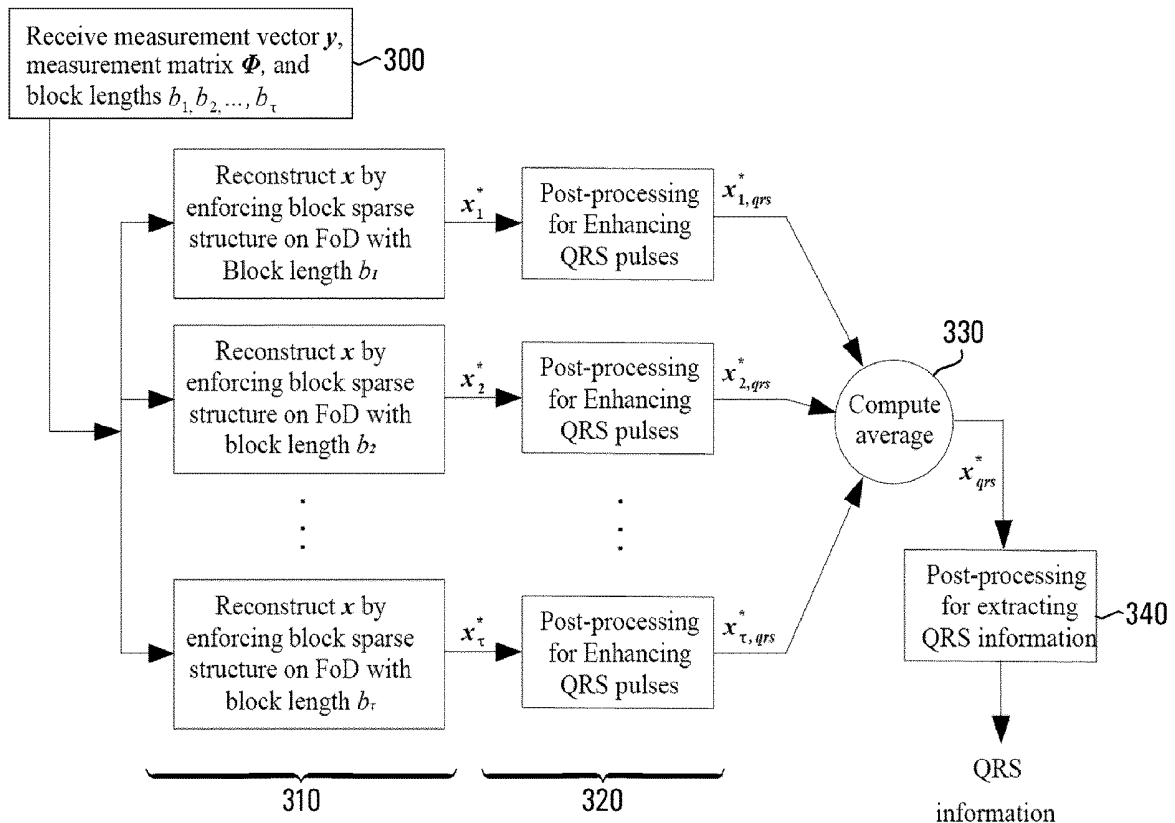 Receive measurement vector y,
measurement matrix Φ, and
block lengths b1, b2, ..., bτ
300
Reconstruct x by
enforcing block sparse
structure on FoD with
Block length b1
x*1
Post-processing
for Enhancing
QRS pulses
x*1,qrs
Reconstruct x by
enforcing block sparse
structure on FoD with
block length b2
x*2
Post-processing
for Enhancing
QRS pulses
x*2,qrs
330
Compute
average
x*qrs
Reconstruct x by
enforcing block sparse
structure on FoD with
block length bτ
x*τ
Post-processing
for Enhancing
QRS pulses
x*τ,qrs
Post-processing
for extracting
QRS information
340
310
320
QRS
information